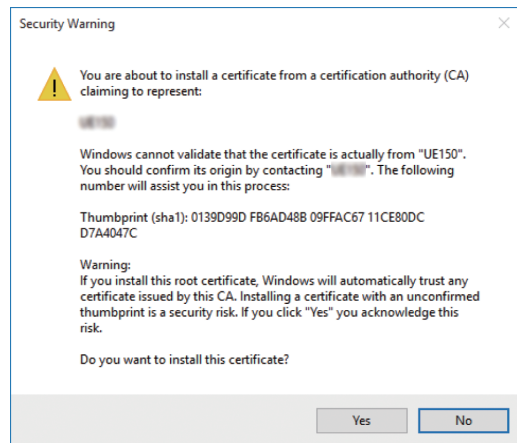 Security Warning
You are about to install a certificate from a certification authority (CA)
claiming to represent:
Windows cannot validate that the certificate is actually from "UE150".
You should confirm its origin by contacting "". The following
number will assist you in this process:
Thumbprint (sha1): 0139D99D FB6AD48B 09FFAC67 11CE80DC
D7A4047C
Warning:
If you install this root certificate, Windows will automatically trust any
certificate issued by this CA. Installing a certificate with an unconfirmed
thumbprint is a security risk. If you click "Yes" you acknowledge this
risk.
Do you want to install this certificate?
Yes No